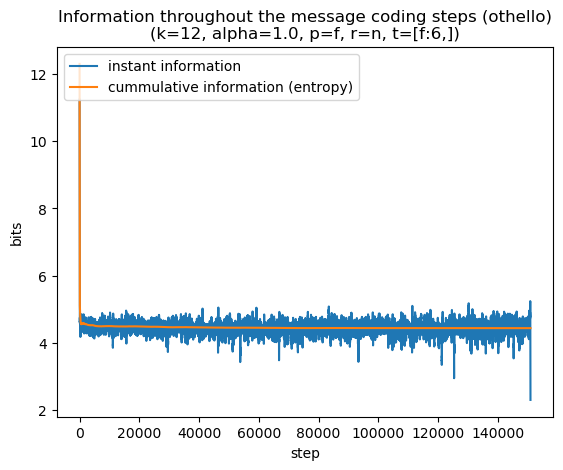 Information throughout the message coding steps (othello)
(k=12, alpha=1.0, p=f, r=n, t=[f:6,])
instant information
cummulative information (entropy)
12
10
8
6
4
2
bits
0 20000 40000 60000 80000 100000 120000 140000
step